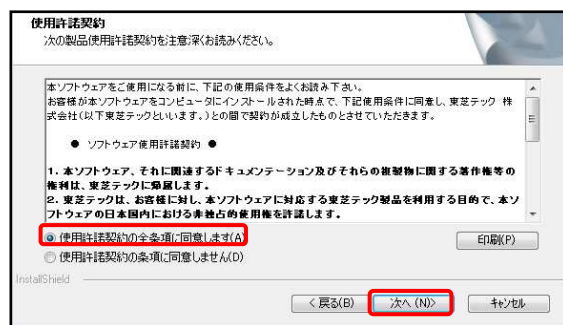 使用許諾契約
次の製品使用許諾契約を注意深くお読みください。
本ソフトウェアをご使用になる前に、下記の使用条件をよくお読み下さい。
お客様が本ソフトウェアをコンピュータにインストールされた時点で、下記使用条件に同意し、東芝テック 株
式会社(以下東芝テックといいます。)との間で契約が成立したものとさせていただきます。
● ソフトウェア使用許諾契約 ●
1. 本ソフトウェア、それに関連するドキュメンテーション及びそれらの複製物に関する著作権等の
権利は、東芝テックに帰属します。
2. 東芝テックは、お客様に対し、本ソフトウェアに対応する東芝テック製品を利用する目的で、本ソ
フトウェアの日本国内における非独占的使用権を許諾します。
使用許諾契約の全条項に同意します(A)
印刷(P)
使用許諾契約の条項に同意しません(D)
InstallShield
< 戻る(B)
次へ (N)>
キャンセル